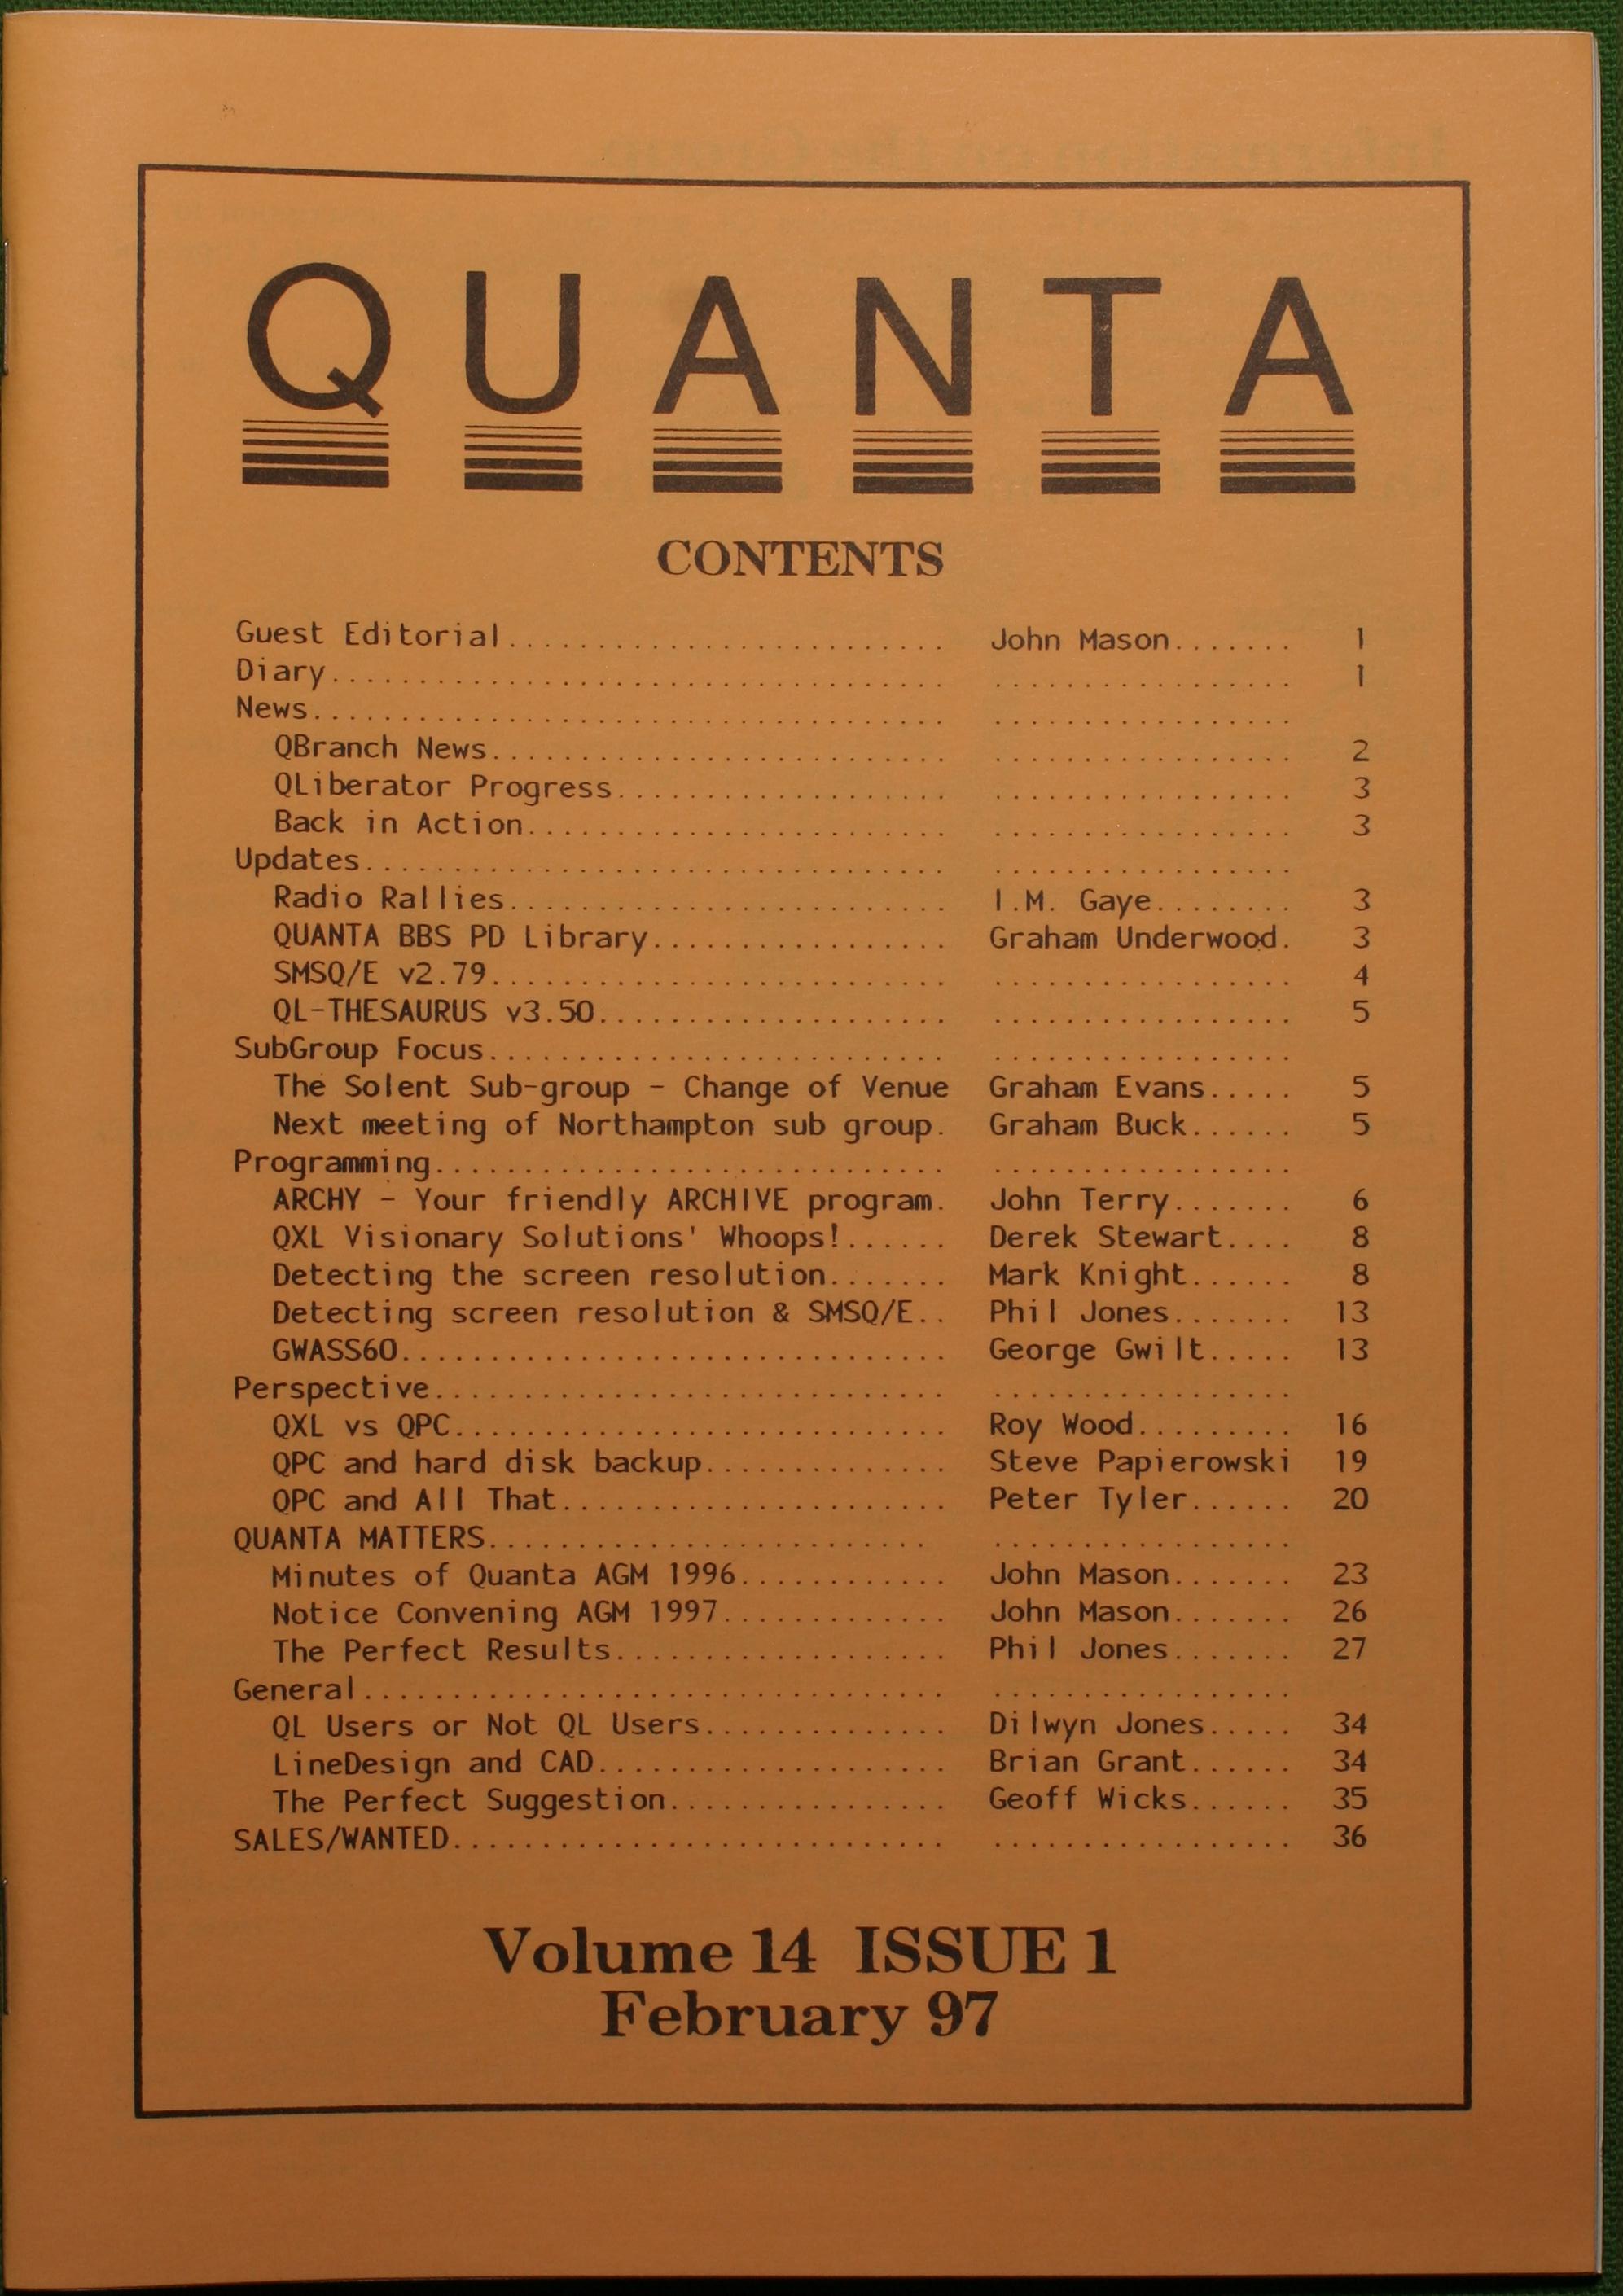 QUANTA
CONTENTS
Guest Editorial......................... John Mason....... 1
Diary................................... ................. 1
News.................................... .................
QBranch News.......................... ................. 2
QLiberator Progress................... ................. 3
Back in Action........................ ................. 3
Updates................................. .................
Radio Rallies......................... I.M. Gaye........ 3
QUANTA BBS PD Library................. Graham Underwood. 3
SMSQ/E v2.79.......................... ................. 4
QL-THESAURUS v3.50.................... ................. 5
SubGroup Focus.......................... .................
The Solent Sub-group - Change of Venue Graham Evans..... 5
Next meeting of Northampton sub group. Graham Buck...... 5
Programming............................. .................
ARCHY - Your friendly ARCHIVE program. John Terry....... 6
QXL Visionary Solutions' Whoops!...... Derek Stewart.... 8
Detecting the screen resolution....... Mark Knight...... 8
Detecting screen resolution & SMSQ/E.. Phil Jones....... 13
GWASS60............................... George Gwilt..... 13
Perspective............................. .................
QXL vs QPC............................ Roy Wood......... 16
QPC and hard disk backup.............. Steve Papierowski 19
QPC and All That...................... Peter Tyler...... 20
QUANTA MATTERS......................... .................
Minutes of Quanta AGM 1996............ John Mason....... 23
Notice Convening AGM 1997............. John Mason....... 26
The Perfect Results................... Phil Jones....... 27
General................................. .................
QL Users or Not QL Users.............. Dilwyn Jones..... 34
LineDesign and CAD.................... Brian Grant...... 34
The Perfect Suggestion................ Geoff Wicks...... 35
SALES/WANTED............................ ................. 36
Volume 14 ISSUE 1
February 97